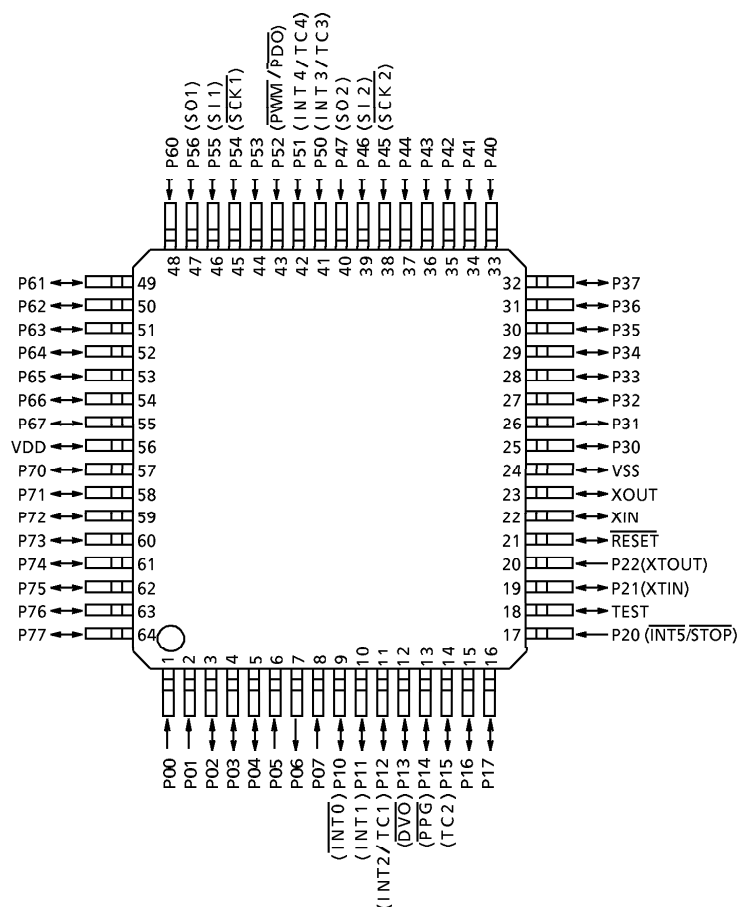 P60
P56 (SO1)
P55 (SI1)
P54 (SCK1)
P53
P52 (PWM/PDO)
P51 (INT4/TC4)
P50 (INT3/TC3)
P47 (SO2)
P46 (SI2)
P45 (SCK2)
P44
P43
P42
P41
P40
48 47 46 45 44 43 42 41 40 39 38 37 36 35 34 33
P61 49 32 P37
P62 50 31 P36
P63 51 30 P35
P64 52 29 P34
P65 53 28 P33
P66 54 27 P32
P67 55 26 P31
VDD 56 25 P30
P70 57 24 VSS
P71 58 23 XOUT
P72 59 22 XIN
P73 60 21 RESET
P74 61 20 P22(XTOUT)
P75 62 19 P21(XTIN)
P76 63 18 TEST
P77 64 17 P20 (INT5/STOP)
1 2 3 4 5 6 7 8 9 10 11 12 13 14 15 16
P00
P01
P02
P03
P04
P05
P06
P07
(INT0) P10
(INT1) P11
(INT2/TC1) P12
(DVO) P13
(PPG) P14
(TC2) P15
P16
P17